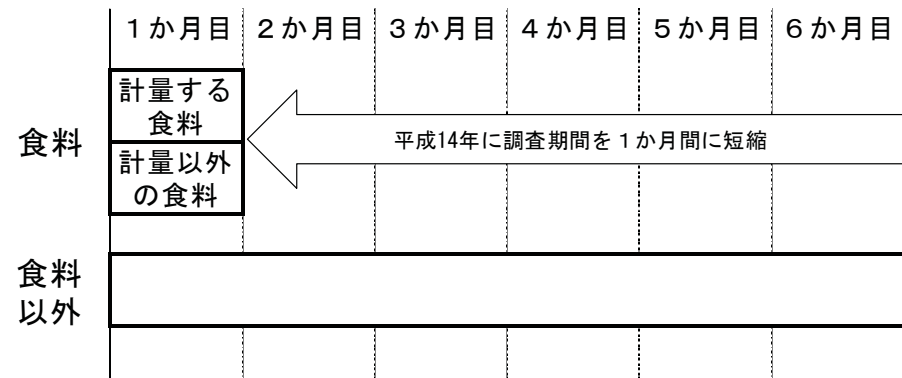 １か月目 ２か月目 ３か月目 ４か月目 ５か月目 ６か月目
食料
計量する
食料
計量以外
の食料
平成14年に調査期間を１か月間に短縮
食料
以外